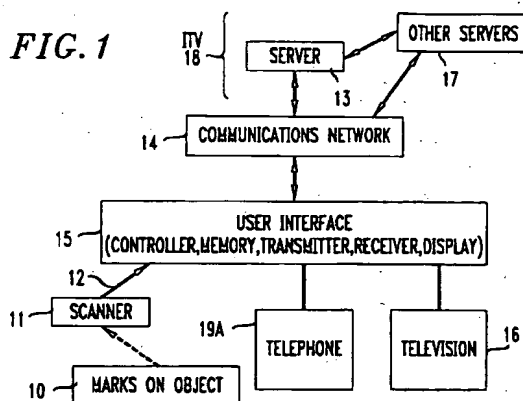 FIG. 1
ITV
18
SERVER
13
OTHER SERVERS
17
14
COMMUNICATIONS NETWORK
15
USER INTERFACE
(CONTROLLER,MEMORY,TRANSMITTER,RECEIVER,DISPLAY)
12
11
SCANNER
19A
TELEPHONE
TELEVISION
16
10
MARKS ON OBJECT